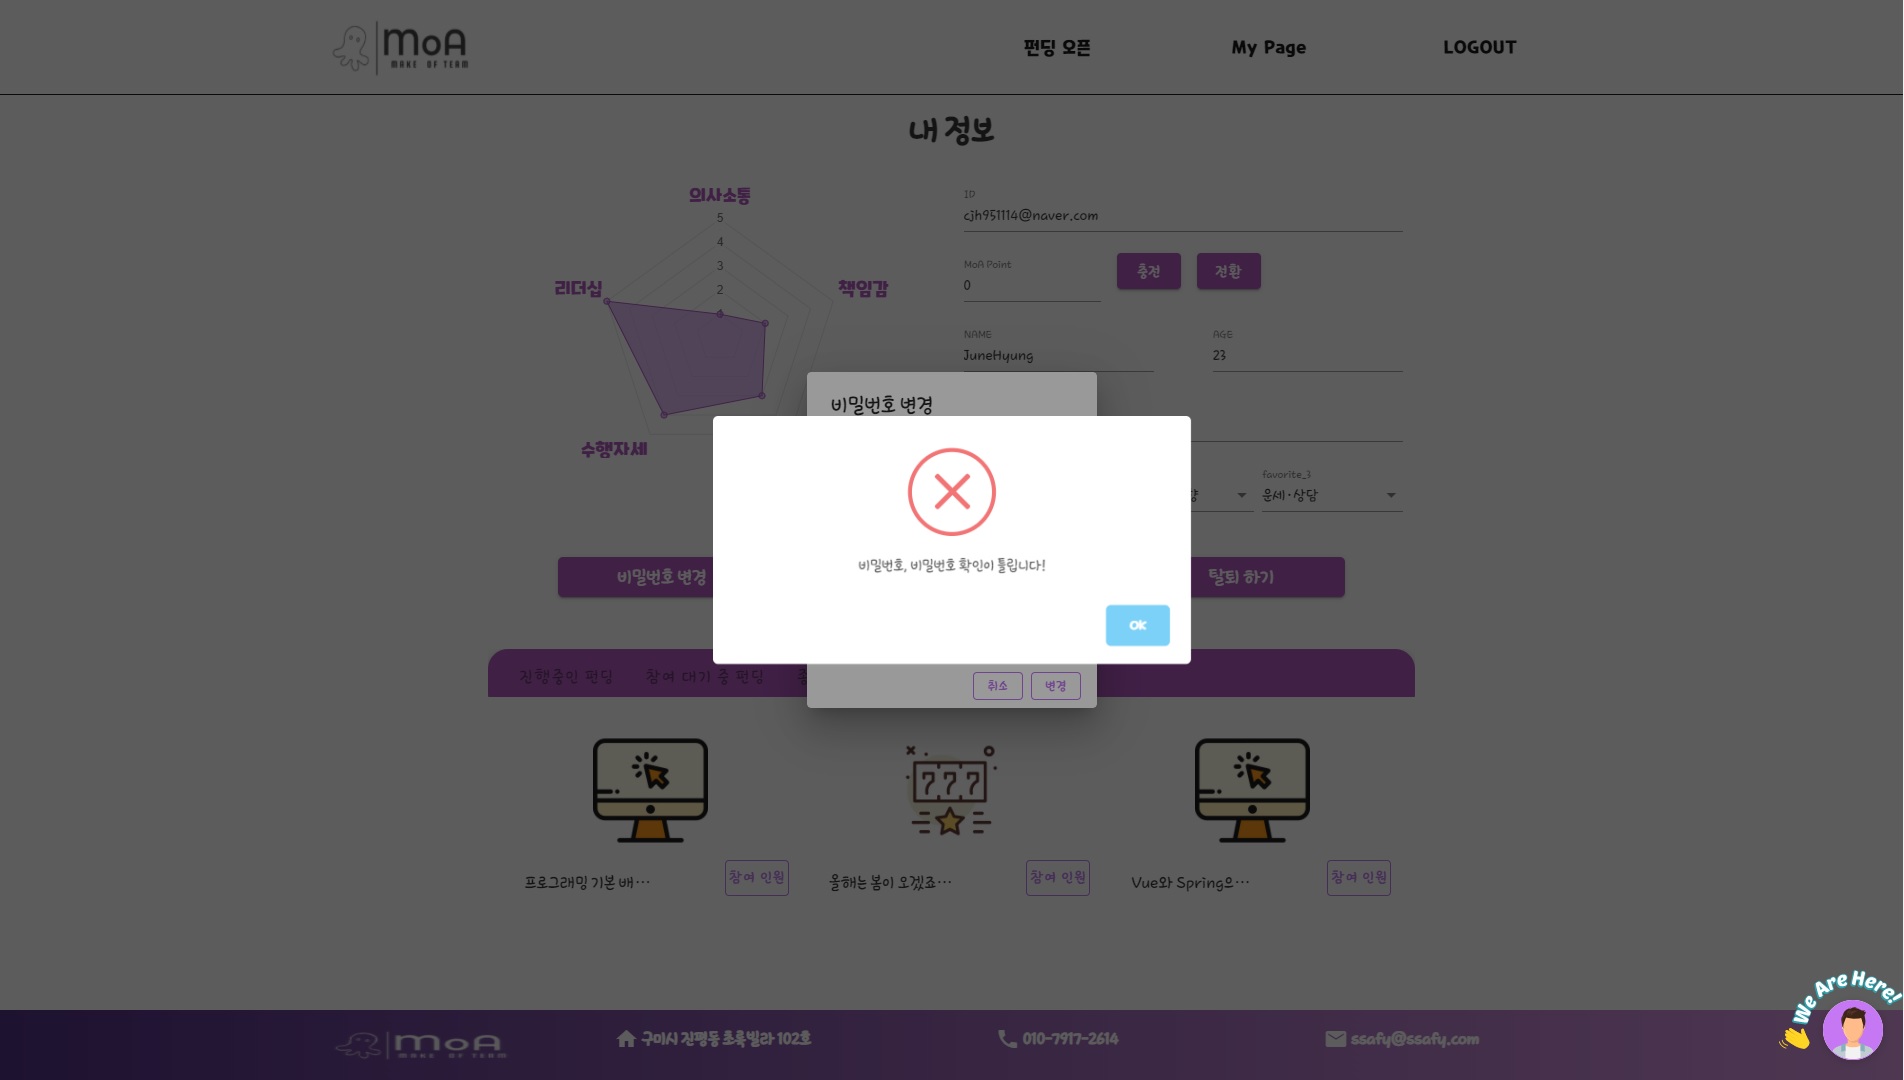 MoA
MAKE OF TEAM
펀딩 오픈
My Page
LOGOUT
내 정보
의사소통
5
4
3
2
1
리더십
책임감
수행자세
ID
cjh951114@naver.com
MoA Point
0
충전
전환
NAME
JuneHyung
AGE
23
비밀번호 변경
favorite_3
운세·상담
비밀번호, 비밀번호 확인이 틀립니다!
OK
비밀번호 변경
탈퇴 하기
진행중인 펀딩
참여 대기 중 펀딩
취소
변경
777
프로그래밍 기본 배…
참여 인원
올해는 봄이 오겠죠…
참여 인원
Vue와 Spring으…
참여 인원
We Are Here!
MoA
MAKE OF TEAM
구미시 진평동 초록빌라 102호
010-7917-2614
ssafy@ssafy.com